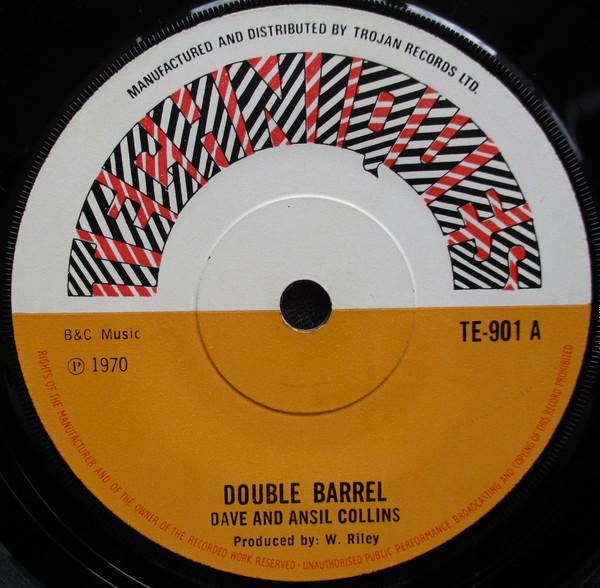 MANUFACTURED AND DISTRIBUTED BY TROJAN RECORDS LTD.
TECHNIQUES
B&C Music
TE-901 A
℗ 1970
DOUBLE BARREL
DAVE AND ANSIL COLLINS
Produced by: W. Riley
RIGHTS OF THE MANUFACTURER AND OF THE OWNER OF THE RECORDED WORK RESERVED · UNAUTHORISED PUBLIC PERFORMANCE BROADCASTING AND COPYING OF THIS RECORD PROHIBITED